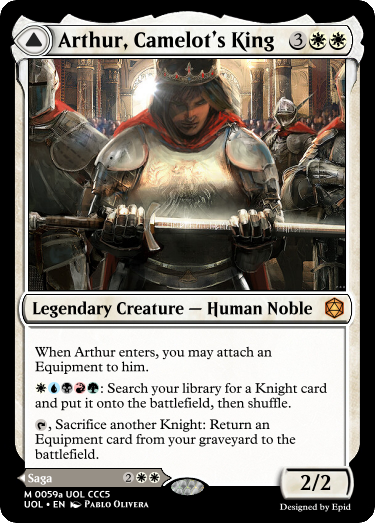 Arthur, Camelot's King 3
Legendary Creature — Human Noble
When Arthur enters, you may attach an
Equipment to him.
: Search your library for a Knight card
and put it onto the battlefield, then shuffle.
, Sacrifice another Knight: Return an
Equipment card from your graveyard to the
battlefield.
Saga 2
2/2
M 0059a UOL CCC5
UOL • EN Pablo Olivera
Designed by Epid